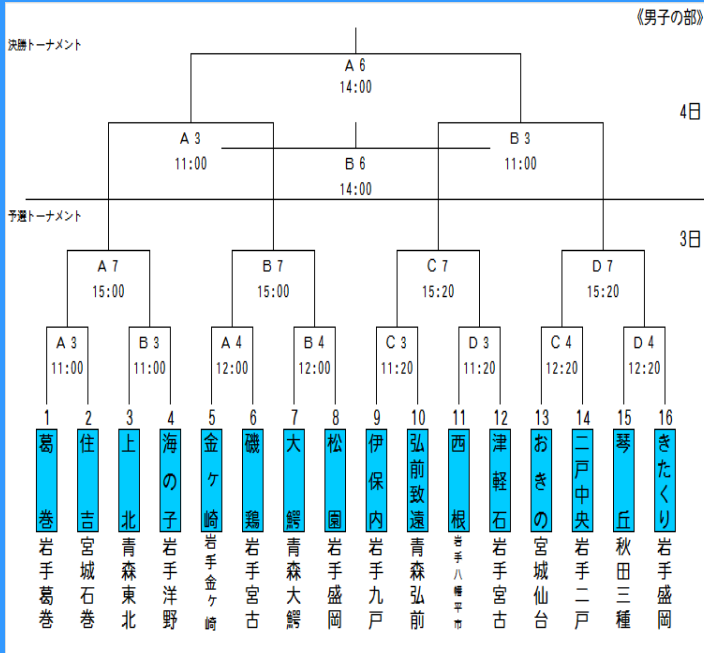 《男子の部》
決勝トーナメント
A 6
14:00
4日
A 3
11:00
B 3
11:00
B 6
14:00
予選トーナメント
3日
A 7
15:00
B 7
15:00
C 7
15:20
D 7
15:20
A 3
11:00
B 3
11:00
A 4
12:00
B 4
12:00
C 3
11:20
D 3
11:20
C 4
12:20
D 4
12:20
1
葛巻
岩手葛巻
2
住吉
宮城石巻
3
上北
青森東北
4
海の子
岩手洋野
5
金ケ崎
岩手金ケ崎
6
磯鶏
岩手宮古
7
大鰐
青森大鰐
8
松園
岩手盛岡
9
伊保内
岩手九戸
10
弘前致遠
青森弘前
11
西根
岩手八幡平市
12
津軽石
岩手宮古
13
おきの
宮城仙台
14
二戸中央
岩手二戸
15
琴丘
秋田三種
16
きたくり
岩手盛岡